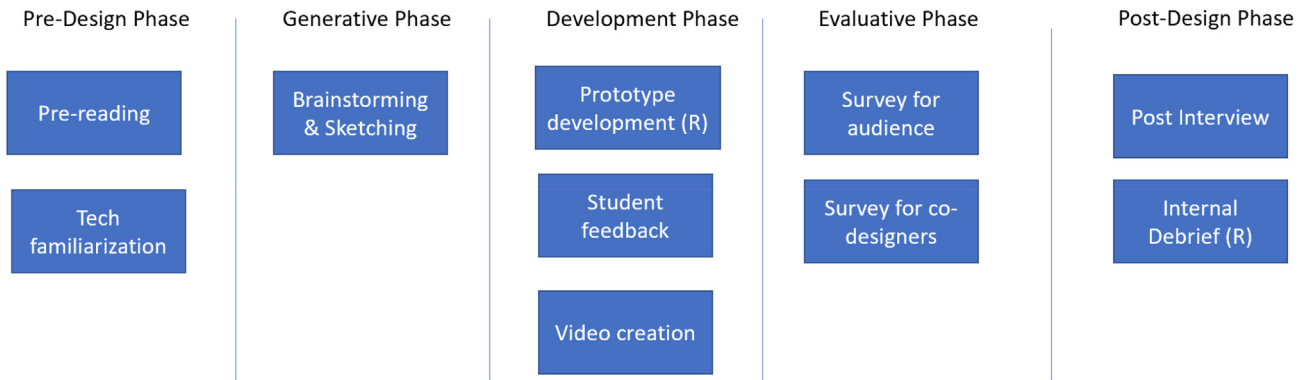 Pre-Design Phase
Generative Phase
Development Phase
Evaluative Phase
Post-Design Phase
Pre-reading
Tech
familiarization
Brainstorming
& Sketching
Prototype
development (R)
Student
feedback
Video creation
Survey for
audience
Survey for co-
designers
Post Interview
Internal
Debrief (R)